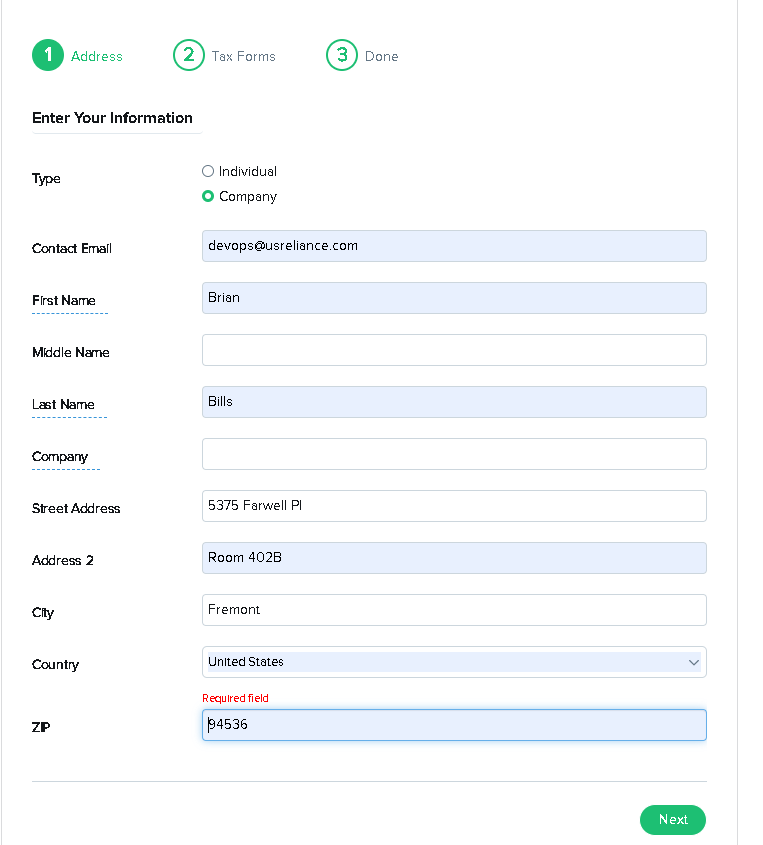 1 Address 2 Tax Forms 3 Done
Enter Your Information
Type
Individual
Company
Contact Email devops@usreliance.com
First Name Brian
Middle Name
Last Name Bills
Company
Street Address 5375 Farwell Pl
Address 2 Room 402B
City Fremont
Country United States
Required field
ZIP 94536
Next